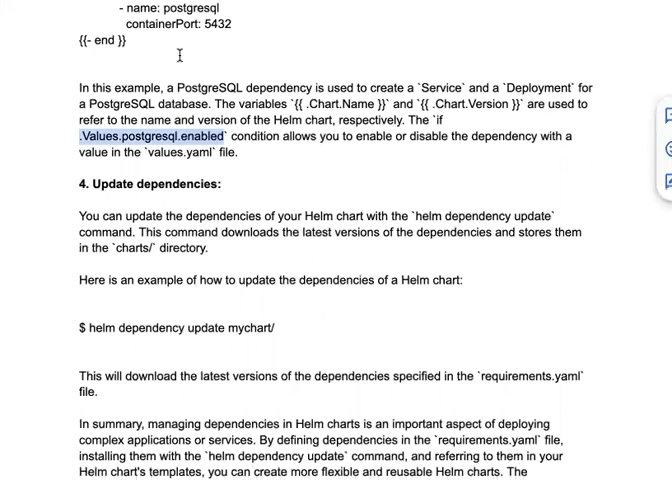 - name: postgresql
containerPort: 5432
{{- end }}
In this example, a PostgreSQL dependency is used to create a `Service` and a `Deployment` for
a PostgreSQL database. The variables `{{ .Chart.Name }}` and `{{ .Chart.Version }}` are used to
refer to the name and version of the Helm chart, respectively. The `if
.Values.postgresql.enabled` condition allows you to enable or disable the dependency with a
value in the `values.yaml` file.
4. Update dependencies:
You can update the dependencies of your Helm chart with the `helm dependency update`
command. This command downloads the latest versions of the dependencies and stores them
in the `charts/` directory.
Here is an example of how to update the dependencies of a Helm chart:
$ helm dependency update mychart/
This will download the latest versions of the dependencies specified in the `requirements.yaml`
file.
In summary, managing dependencies in Helm charts is an important aspect of deploying
complex applications or services. By defining dependencies in the `requirements.yaml` file,
installing them with the `helm dependency update` command, and referring to them in your
Helm chart's templates, you can create more flexible and reusable Helm charts. The